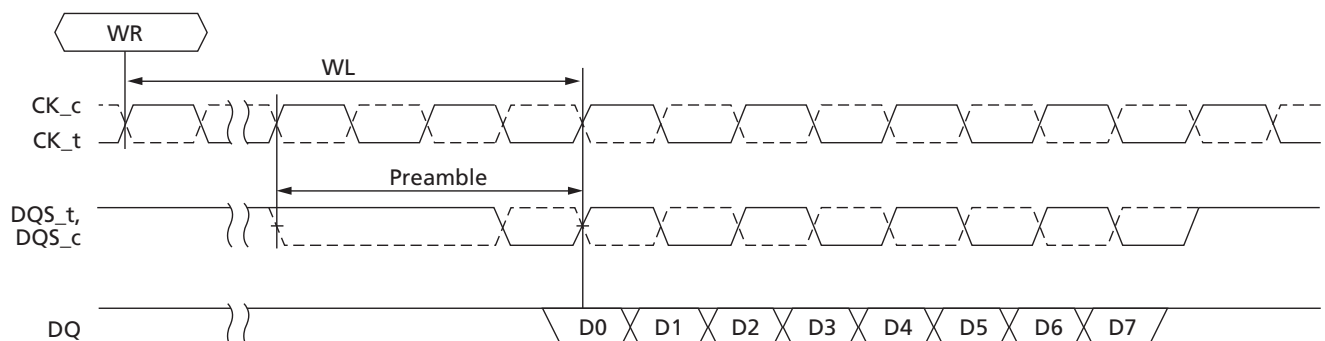 WR
WL
CK_c
CK_t
Preamble
DQS_t,
DQS_c
DQ
D0
D1
D2
D3
D4
D5
D6
D7